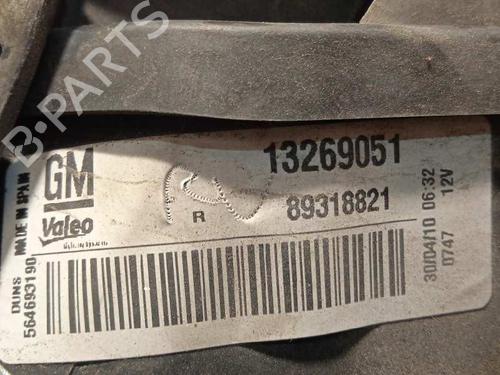 B-PARTS
GM
Valeo
MADE IN SPAIN
DUNS
564693190
R
13269051
89318821
30/04/10 06:32
0747 12V